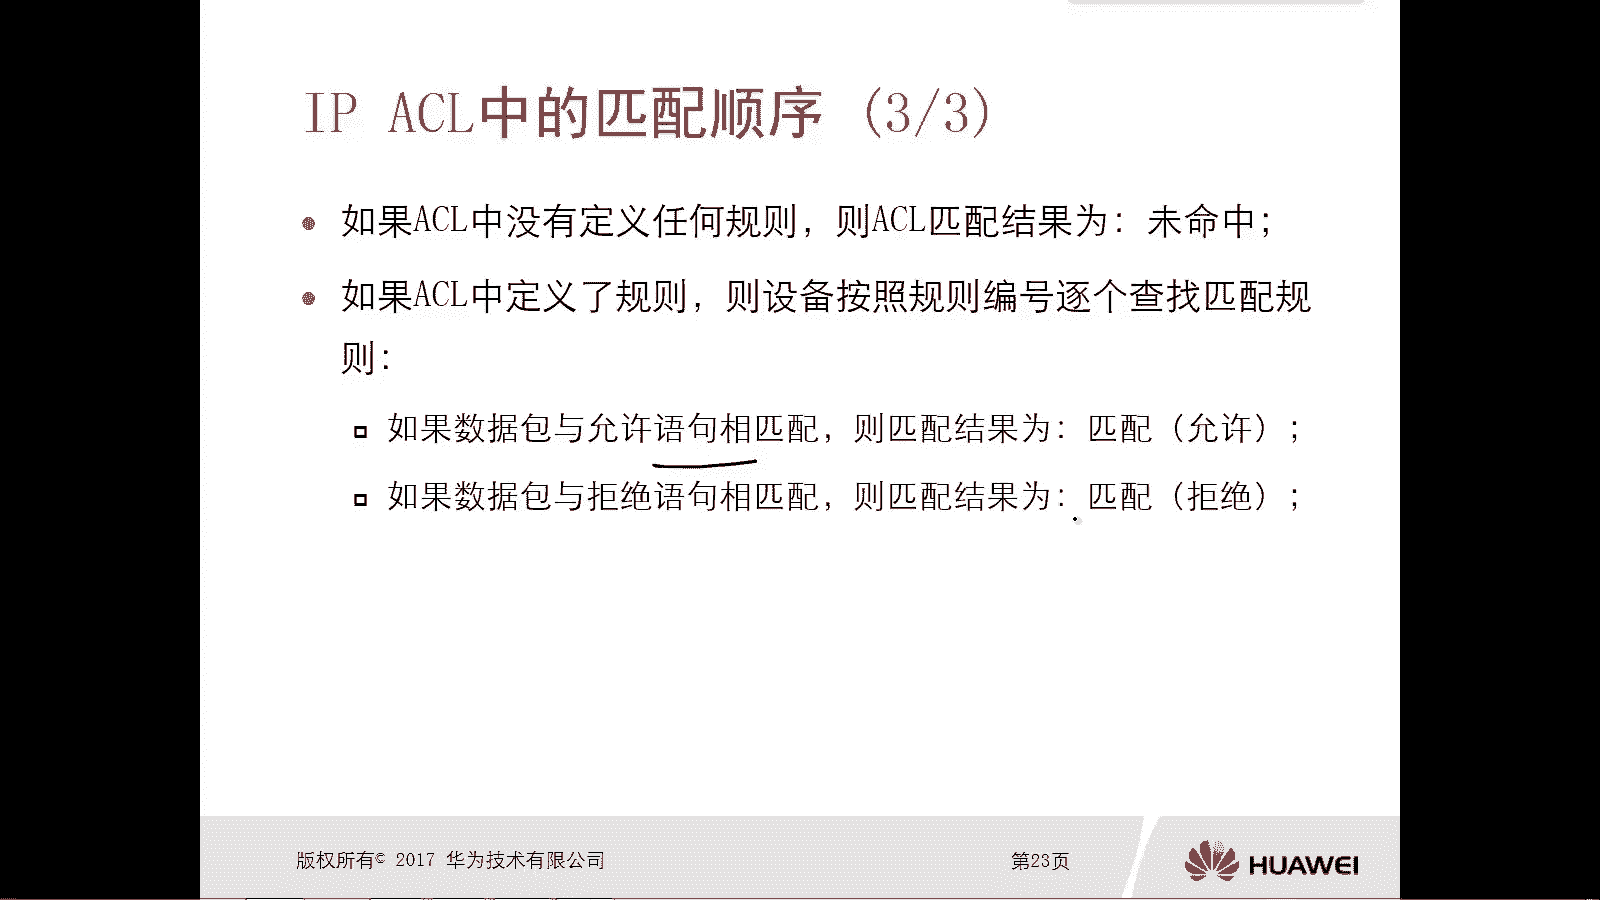 IP ACL中的匹配顺序 (3/3)
如果ACL中没有定义任何规则，则ACL匹配结果为：未命中；
如果ACL中定义了规则，则设备按照规则编号逐个查找匹配规
则：
如果数据包与允许语句相匹配，则匹配结果为：匹配（允许）；
如果数据包与拒绝语句相匹配，则匹配结果为：匹配（拒绝）；
版权所有© 2017 华为技术有限公司
第23页
HUAWEI